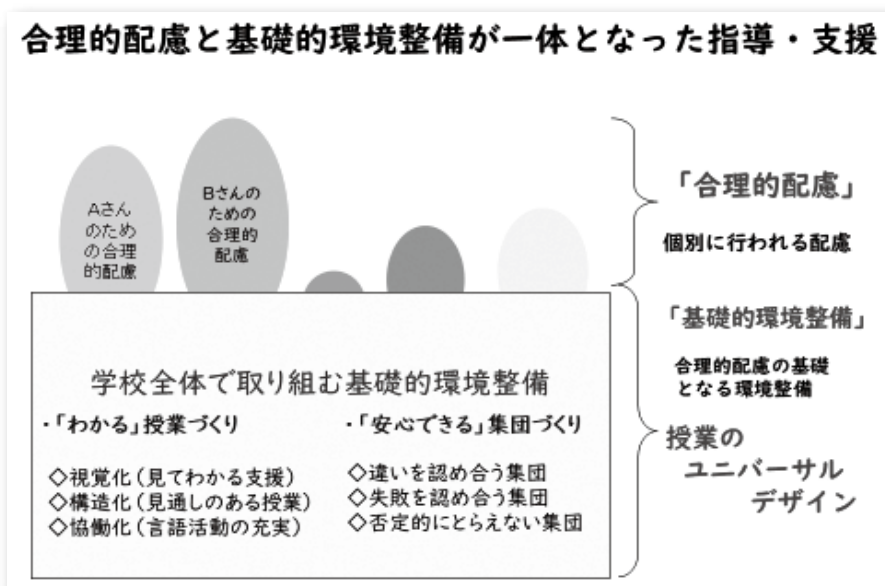 合理的配慮と基礎的環境整備が一体となった指導・支援
Aさん
のため
の合理
的配慮
Bさんの
ための
合理的
配慮
「合理的配慮」
個別に行われる配慮
「基礎的環境整備」
合理的配慮の基礎
となる環境整備
授業の
ユニバーサル
デザイン
学校全体で取り組む基礎的環境整備
・「わかる」授業づくり
◇視覚化(見てわかる支援)
◇構造化(見通しのある授業)
◇協働化(言語活動の充実)
・「安心できる」集団づくり
◇違いを認め合う集団
◇失敗を認め合う集団
◇否定的にとらえない集団